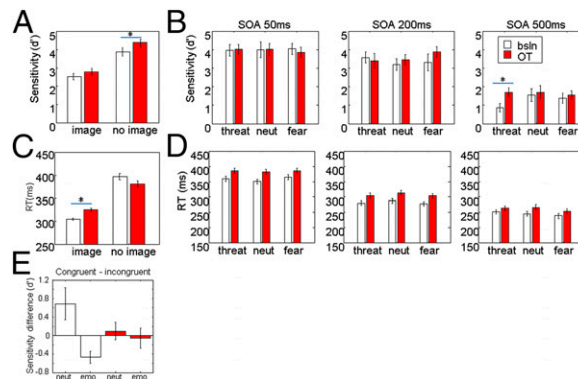 A
B
SOA 50ms
SOA 200ms
SOA 500ms
Sensitivity (d')
5
4
3
2
1
0
*
image
no image
Sensitivity (d')
5
4
3
2
1
0
threat neut fear
5
4
3
2
1
0
threat neut fear
5
4
3
2
1
0
bsln
OT
*
threat neut fear
C
D
RT(ms)
450
400
350
300
250
*
image
no image
RT (ms)
450
400
350
300
250
200
150
threat neut fear
450
400
350
300
250
200
150
threat neut fear
450
400
350
300
250
200
150
threat neut fear
E
Congruent - incongruent
Sensitivity difference (d')
1.2
0.8
0.4
0
-0.4
-0.8
neut emo neut emo